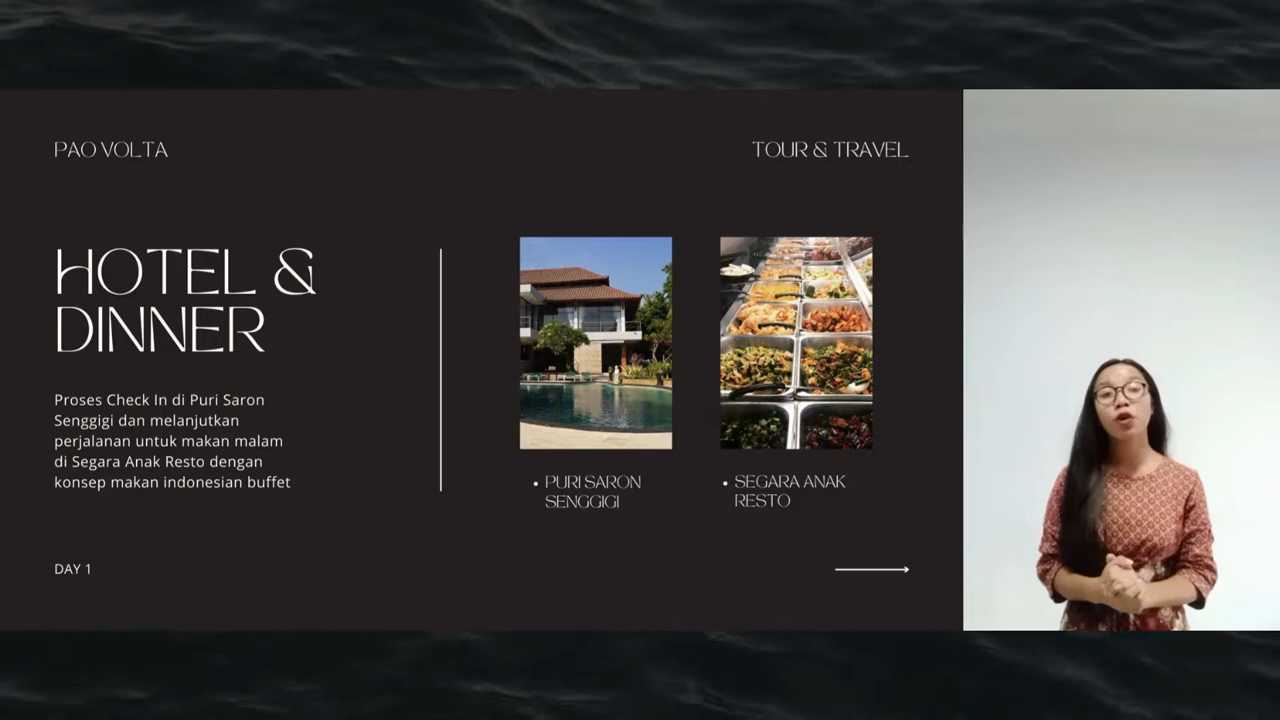 PAO VOLTA
TOUR & TRAVEL
HOTEL &
DINNER
Proses Check In di Puri Saron
Senggigi dan melanjutkan
perjalanan untuk makan malam
di Segara Anak Resto dengan
konsep makan indonesian buffet
• PURI SARON
SENGGIGI
• SEGARA ANAK
RESTO
DAY 1